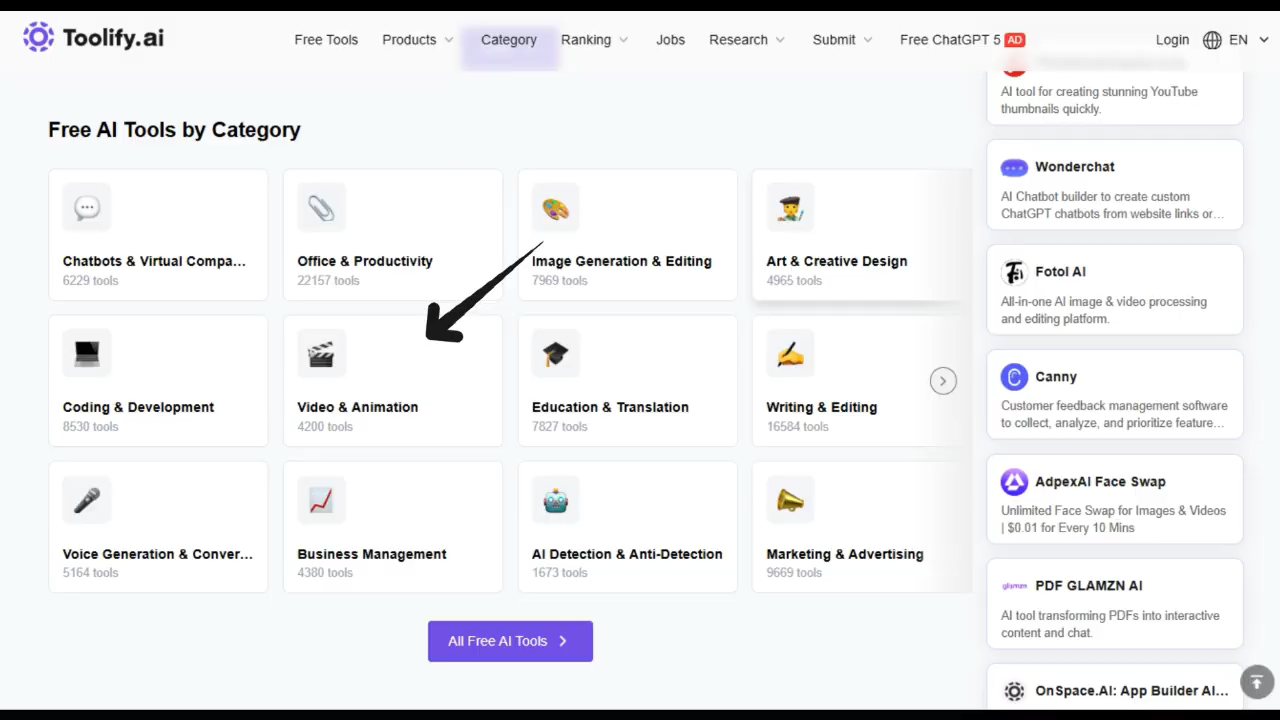 Toolify.ai
Free Tools
Products
Category
Ranking
Jobs
Research
Submit
Free ChatGPT 5 AD
Login
EN
Free AI Tools by Category
Chatbots & Virtual Compa...
6229 tools
Office & Productivity
22157 tools
Image Generation & Editing
7969 tools
Art & Creative Design
4965 tools
Coding & Development
8530 tools
Video & Animation
4200 tools
Education & Translation
7827 tools
Writing & Editing
16584 tools
Voice Generation & Conver...
5164 tools
Business Management
4380 tools
AI Detection & Anti-Detection
1673 tools
Marketing & Advertising
9669 tools
All Free AI Tools
AI tool for creating stunning YouTube
thumbnails quickly.
Wonderchat
AI Chatbot builder to create custom
ChatGPT chatbots from website links or...
Fotol AI
All-in-one AI image & video processing
and editing platform.
Canny
Customer feedback management software
to collect, analyze, and prioritize feature...
AdpexAI Face Swap
Unlimited Face Swap for Images & Videos
| $0.01 for Every 10 Mins
glamzn
PDF GLAMZN AI
AI tool transforming PDFs into interactive
content and chat.
OnSpace.AI: App Builder AI...